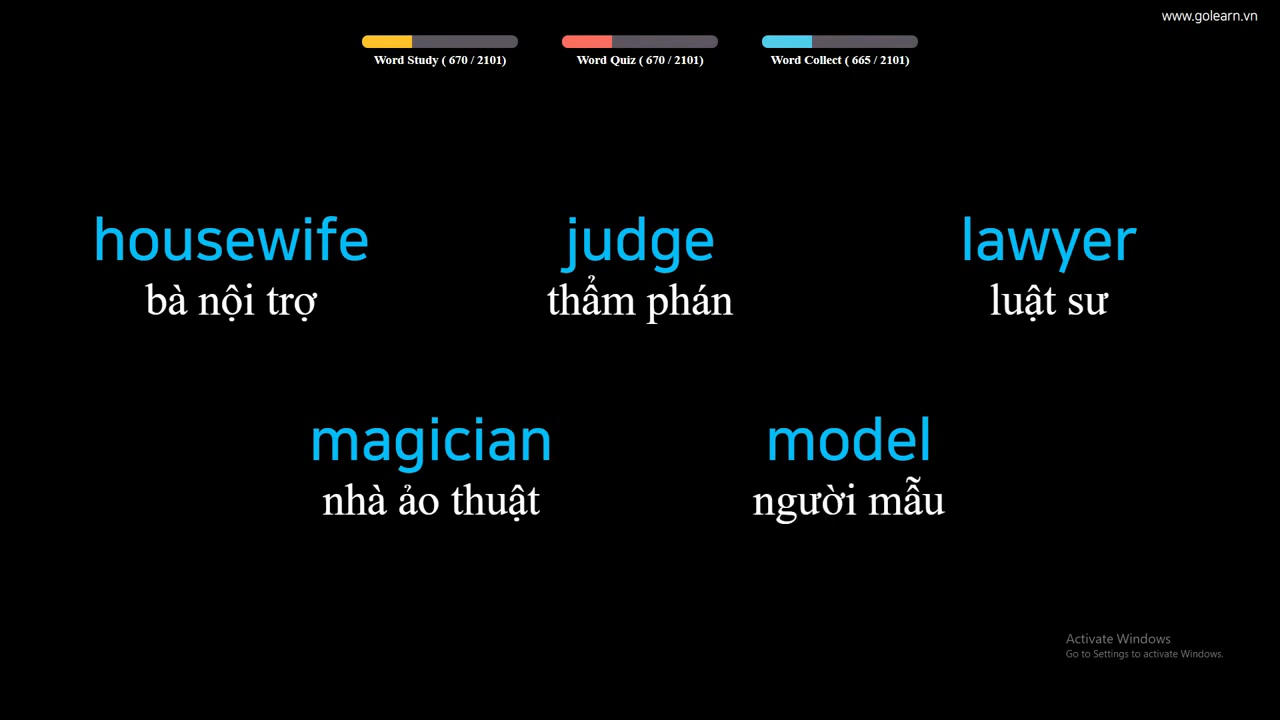 www.golearn.vn
Word Study ( 670 / 2101)
Word Quiz ( 670 / 2101)
Word Collect ( 665 / 2101)
housewife
bà nội trợ
judge
thẩm phán
lawyer
luật sư
magician
nhà ảo thuật
model
người mẫu
Activate Windows
Go to Settings to activate Windows.